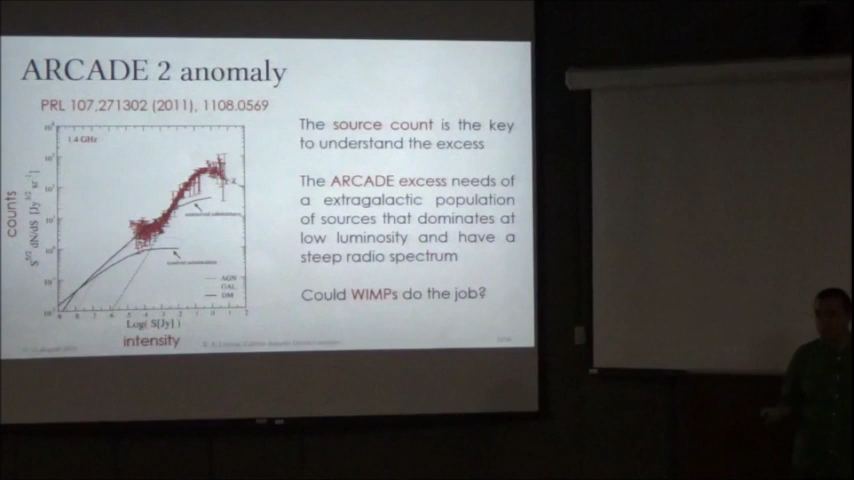 ARCADE 2 anomaly
PRL 107,271302 (2011), 1108.0569
The source count is the key
to understand the excess
The ARCADE excess needs of
a extragalactic population
of sources that dominates at
low luminosity and have a
steep radio spectrum
Could WIMPs do the job?
1.4 GHz
counts
AGN
GAL
DM
Log( S[Jy] )
intensity